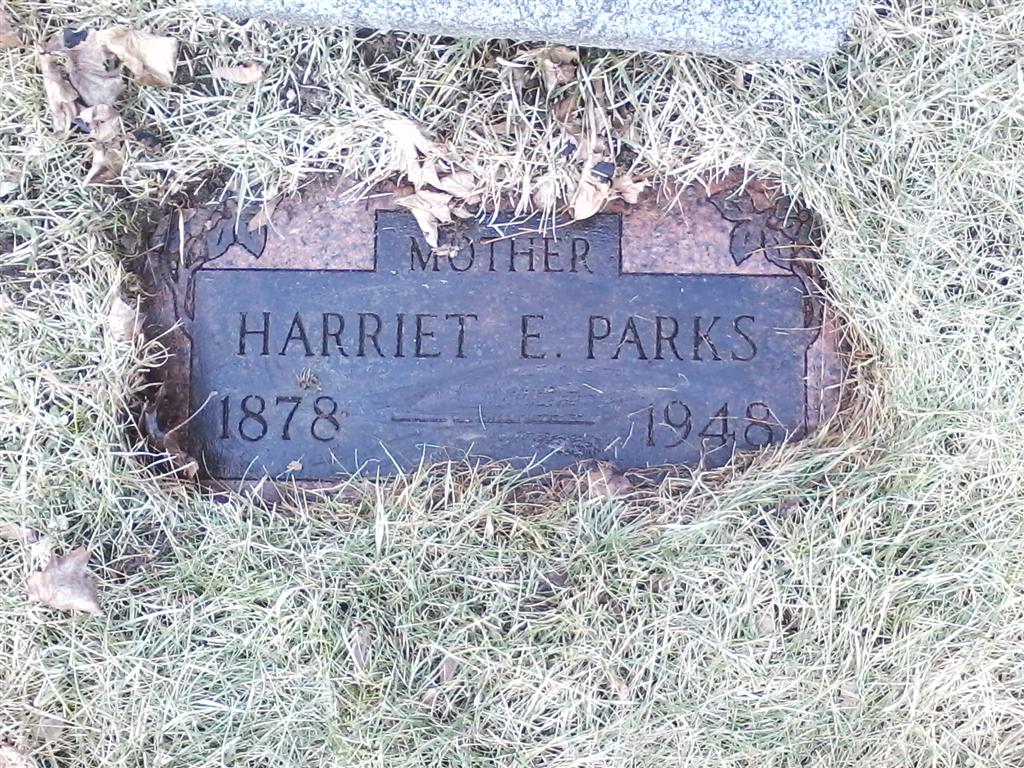 MOTHER
HARRIET E. PARKS
1878 — 1948